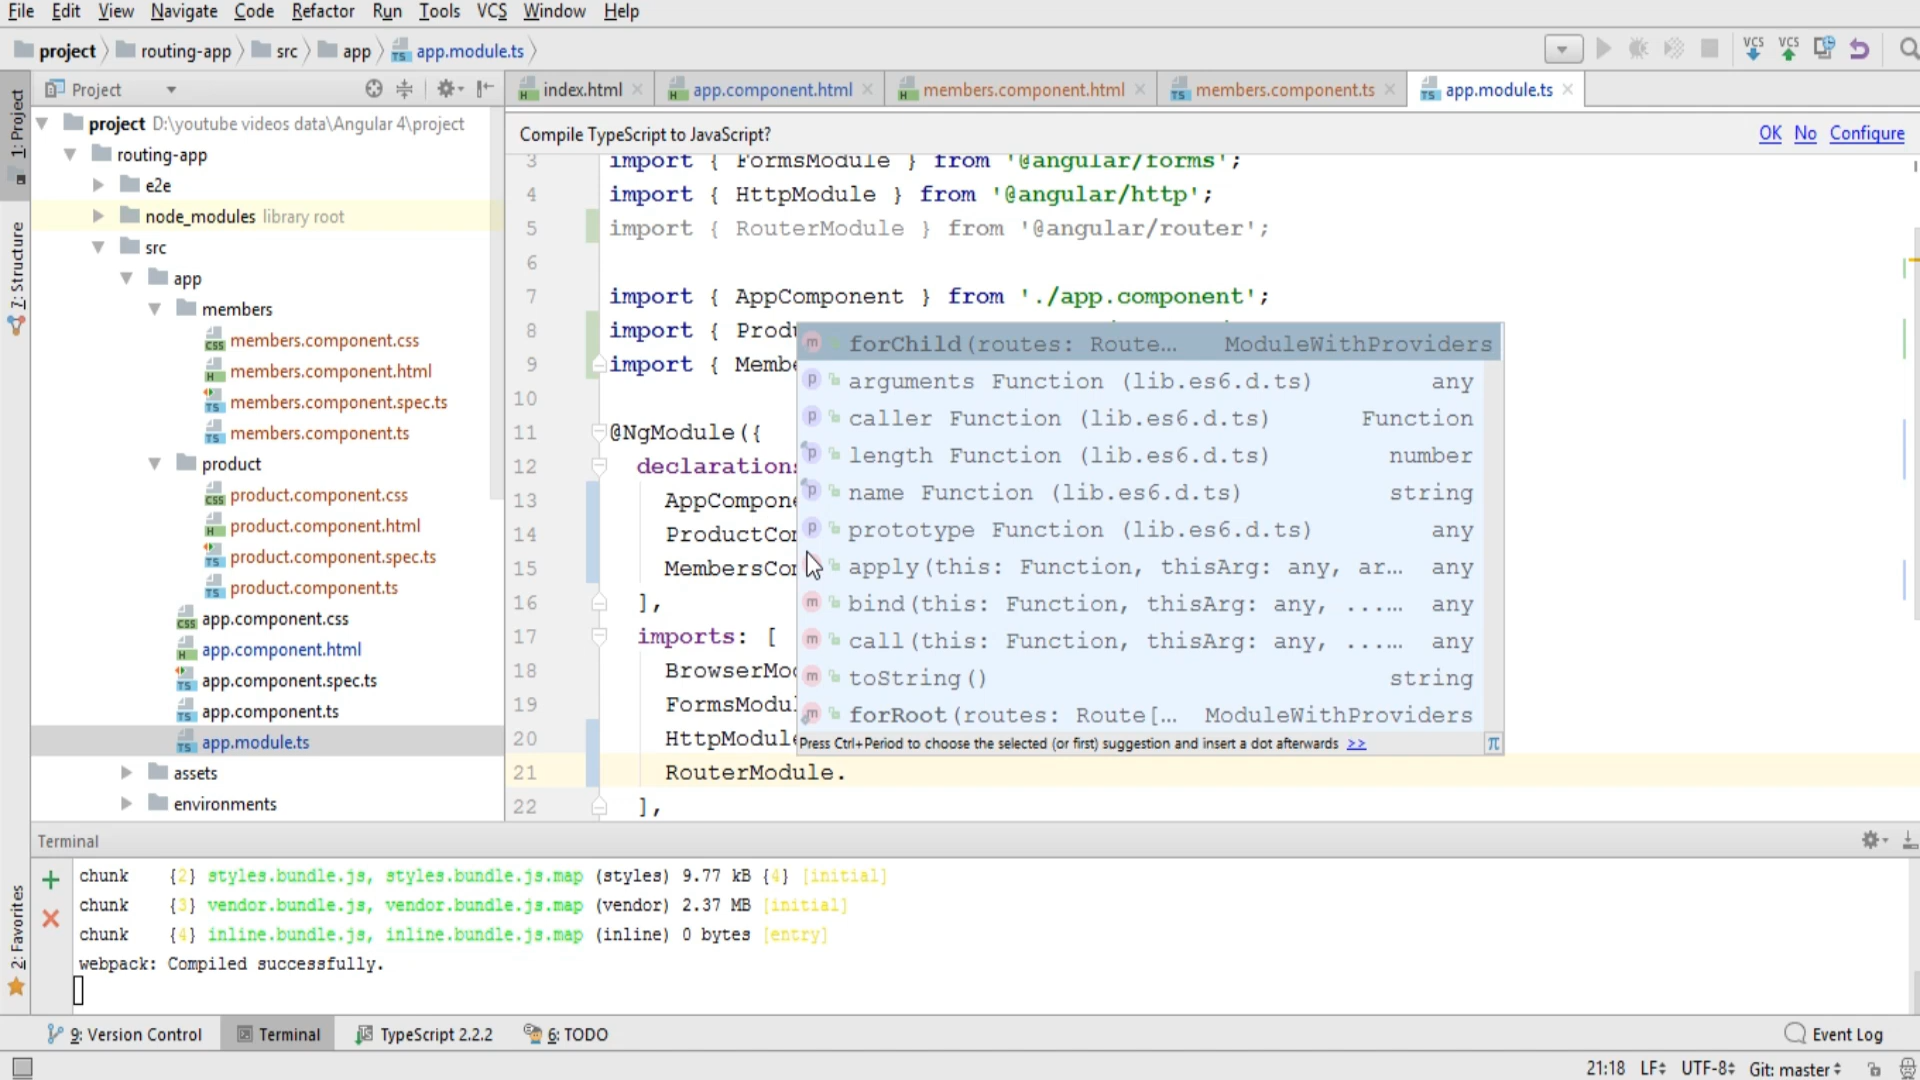 File Edit View Navigate Code Refactor Run Tools VCS Window Help
project routing-app src app app.module.ts
VCS VCS
1: Project
7: Structure
2: Favorites
Project
index.html app.component.html members.component.html members.component.ts app.module.ts
project D:\youtube videos data\Angular 4\project
routing-app
e2e
node_modules library root
src
app
members
members.component.css
members.component.html
members.component.spec.ts
members.component.ts
product
product.component.css
product.component.html
product.component.spec.ts
product.component.ts
app.component.css
app.component.html
app.component.spec.ts
app.component.ts
app.module.ts
assets
environments
Compile TypeScript to JavaScript? OK No Configure
3 import { FormsModule } from '@angular/forms';
4 import { HttpModule } from '@angular/http';
5 import { RouterModule } from '@angular/router';
6
7 import { AppComponent } from './app.component';
8 import { Produ
9 import { Membe
10
11 @NgModule({
12 declarations
13 AppCompone
14 ProductCom
15 MembersCom
16 ],
17 imports: [
18 BrowserMod
19 FormsModul
20 HttpModule
21 RouterModule.
22 ],
forChild(routes: Route… ModuleWithProviders
arguments Function (lib.es6.d.ts) any
caller Function (lib.es6.d.ts) Function
length Function (lib.es6.d.ts) number
name Function (lib.es6.d.ts) string
prototype Function (lib.es6.d.ts) any
apply(this: Function, thisArg: any, ar… any
bind(this: Function, thisArg: any, ...… any
call(this: Function, thisArg: any, ...… any
toString() string
forRoot(routes: Route[… ModuleWithProviders
Press Ctrl+Period to choose the selected (or first) suggestion and insert a dot afterwards >> π
Terminal
chunk {2} styles.bundle.js, styles.bundle.js.map (styles) 9.77 kB {4} [initial]
chunk {3} vendor.bundle.js, vendor.bundle.js.map (vendor) 2.37 MB [initial]
chunk {4} inline.bundle.js, inline.bundle.js.map (inline) 0 bytes [entry]
webpack: Compiled successfully.
9: Version Control Terminal TypeScript 2.2.2 6: TODO Event Log
21:18 LF UTF-8 Git: master